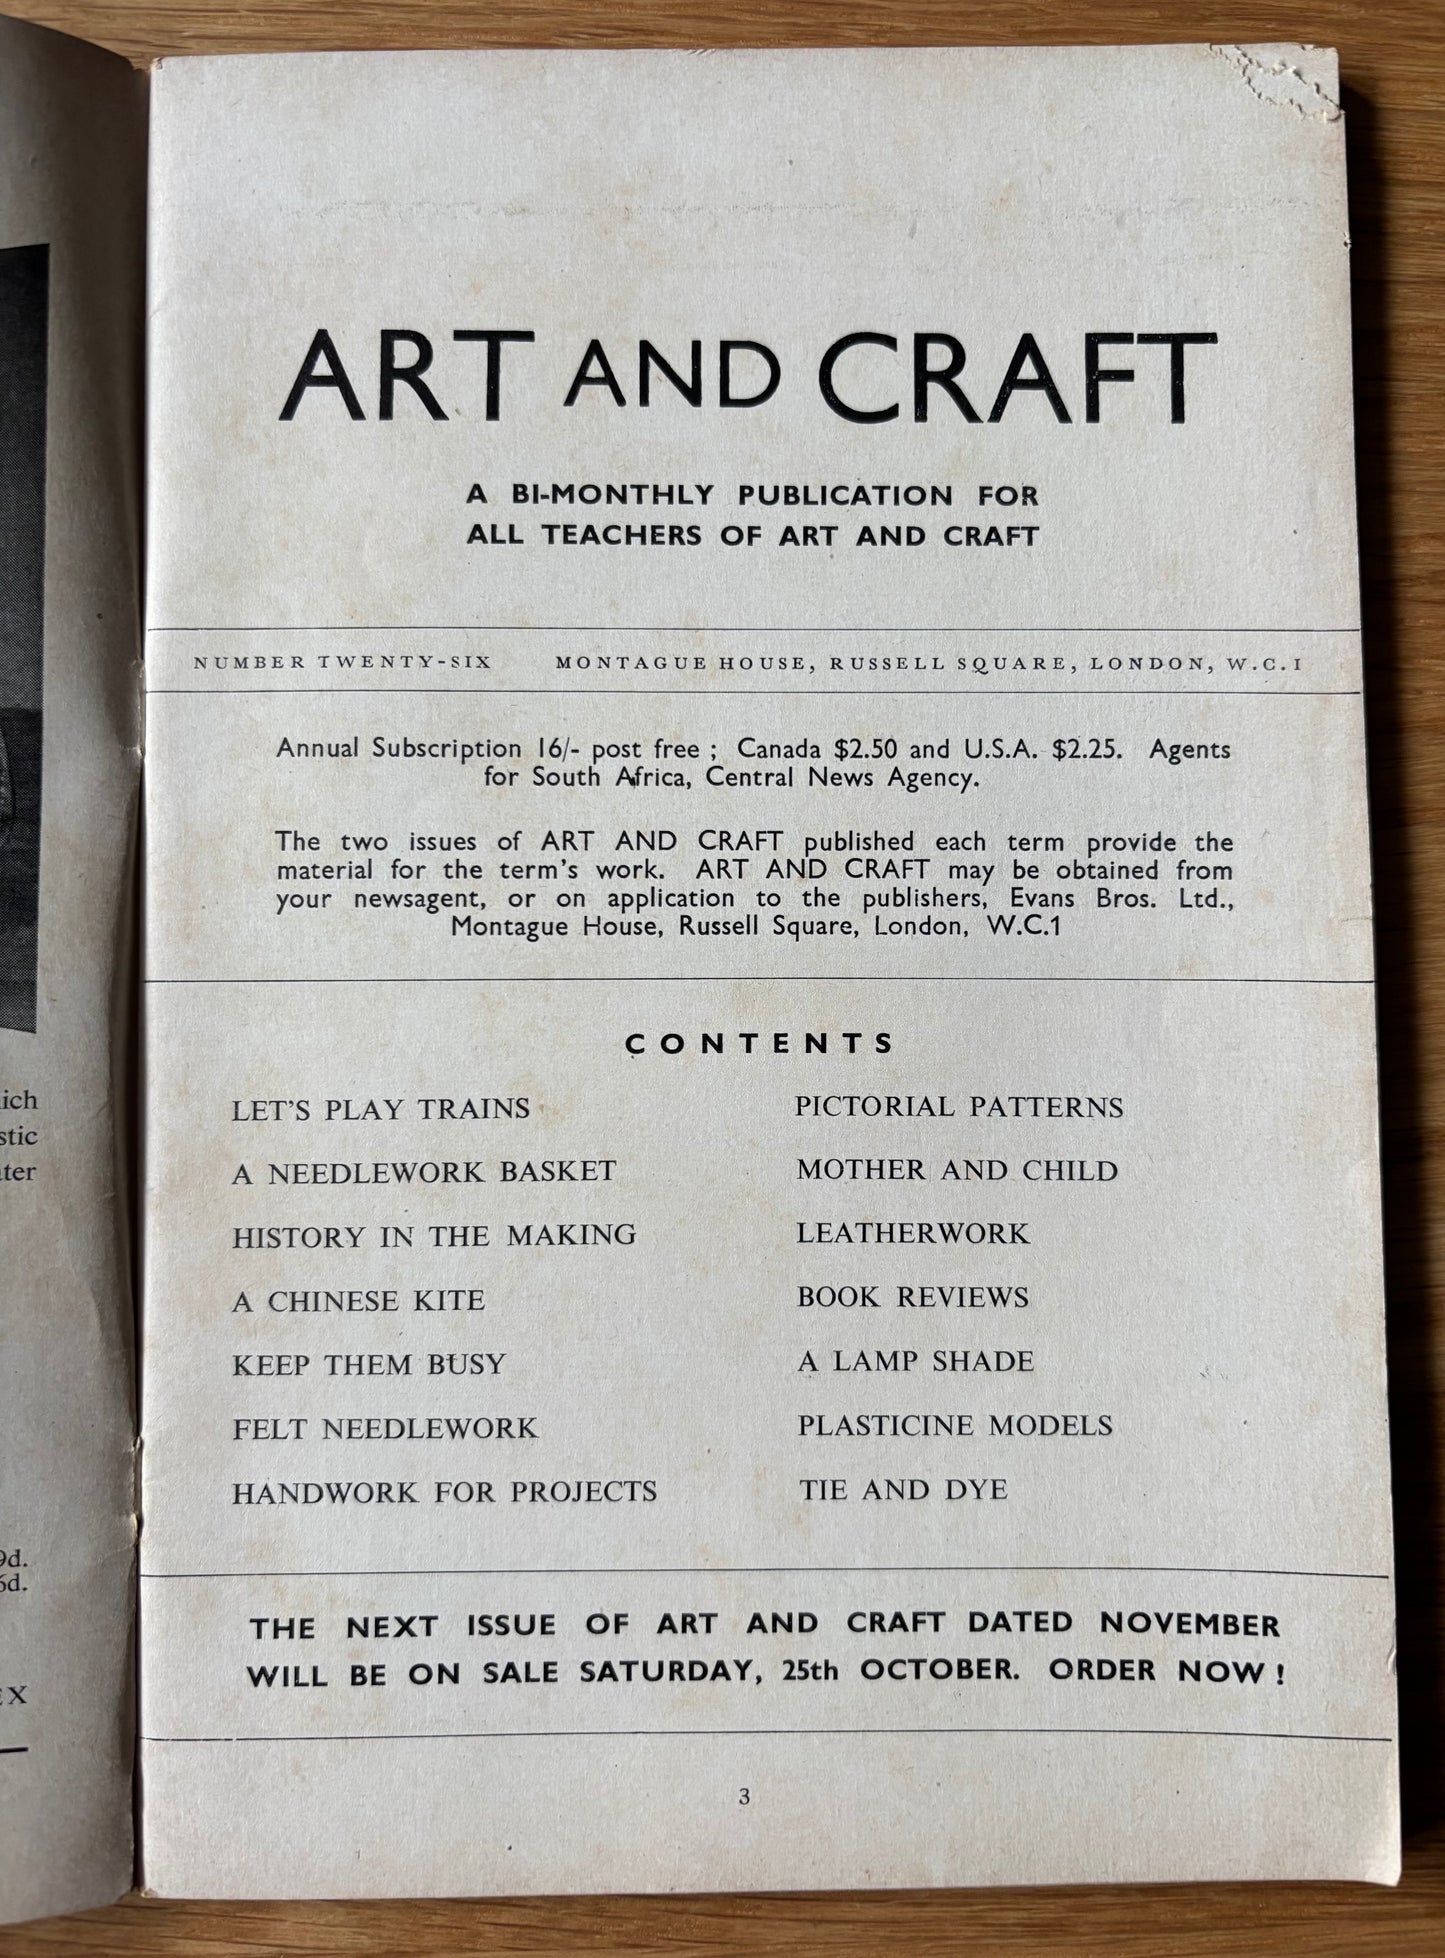 ich
stic
ter
9d.
6d.
EX
ART AND CRAFT
A BI-MONTHLY PUBLICATION FOR
ALL TEACHERS OF ART AND CRAFT
NUMBER TWENTY-SIX MONTAGUE HOUSE, RUSSELL SQUARE, LONDON, W.C.1
Annual Subscription 16/- post free ; Canada $2.50 and U.S.A. $2.25. Agents
for South Africa, Central News Agency.
The two issues of ART AND CRAFT published each term provide the
material for the term's work. ART AND CRAFT may be obtained from
your newsagent, or on application to the publishers, Evans Bros. Ltd.,
Montague House, Russell Square, London, W.C.1
CONTENTS
LET'S PLAY TRAINS
A NEEDLEWORK BASKET
HISTORY IN THE MAKING
A CHINESE KITE
KEEP THEM BUSY
FELT NEEDLEWORK
HANDWORK FOR PROJECTS
PICTORIAL PATTERNS
MOTHER AND CHILD
LEATHERWORK
BOOK REVIEWS
A LAMP SHADE
PLASTICINE MODELS
TIE AND DYE
THE NEXT ISSUE OF ART AND CRAFT DATED NOVEMBER
WILL BE ON SALE SATURDAY, 25th OCTOBER. ORDER NOW !
3